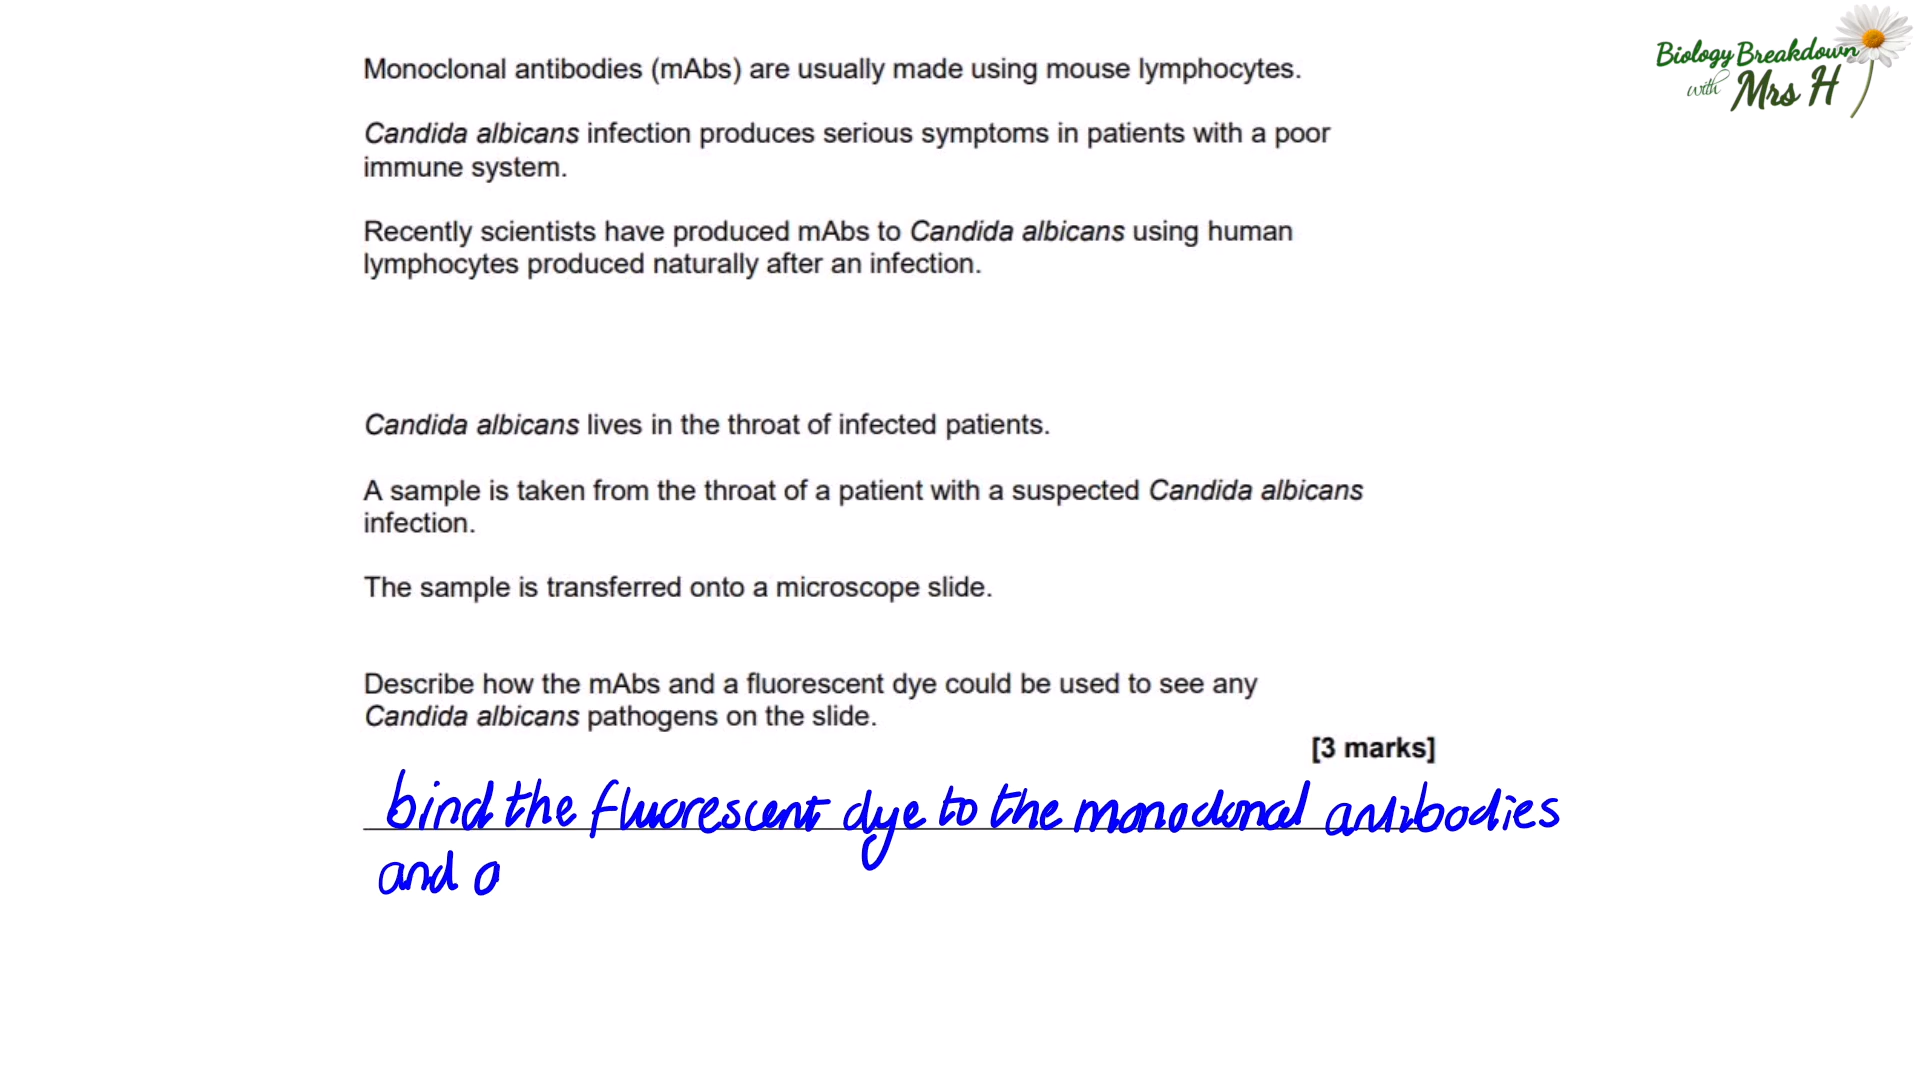 Biology Breakdown
with Mrs H
Monoclonal antibodies (mAbs) are usually made using mouse lymphocytes.
Candida albicans infection produces serious symptoms in patients with a poor
immune system.
Recently scientists have produced mAbs to Candida albicans using human
lymphocytes produced naturally after an infection.
Candida albicans lives in the throat of infected patients.
A sample is taken from the throat of a patient with a suspected Candida albicans
infection.
The sample is transferred onto a microscope slide.
Describe how the mAbs and a fluorescent dye could be used to see any
Candida albicans pathogens on the slide.
[3 marks]
bind the fluorescent dye to the monoclonal antibodies
and a